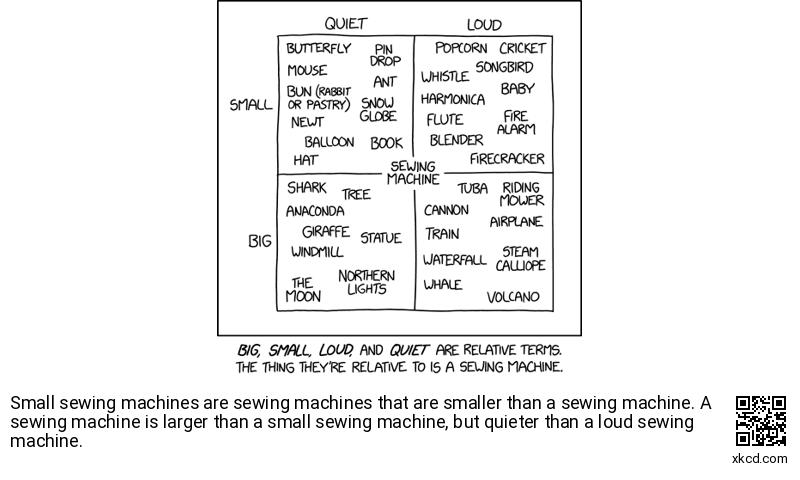 QUIET LOUD
SMALL
BUTTERFLY
PIN DROP
MOUSE
ANT
BUN (RABBIT OR PASTRY)
SNOW GLOBE
NEWT
BALLOON
BOOK
HAT
POPCORN
CRICKET
SONGBIRD
WHISTLE
BABY
HARMONICA
FLUTE
FIRE ALARM
BLENDER
FIRECRACKER
SEWING MACHINE
BIG
SHARK
TREE
ANACONDA
GIRAFFE
STATUE
WINDMILL
THE MOON
NORTHERN LIGHTS
TUBA
RIDING MOWER
CANNON
AIRPLANE
TRAIN
WATERFALL
STEAM CALLIOPE
WHALE
VOLCANO
BIG, SMALL, LOUD, AND QUIET ARE RELATIVE TERMS.
THE THING THEY'RE RELATIVE TO IS A SEWING MACHINE.
Small sewing machines are sewing machines that are smaller than a sewing machine. A
sewing machine is larger than a small sewing machine, but quieter than a loud sewing
machine.
xkcd.com